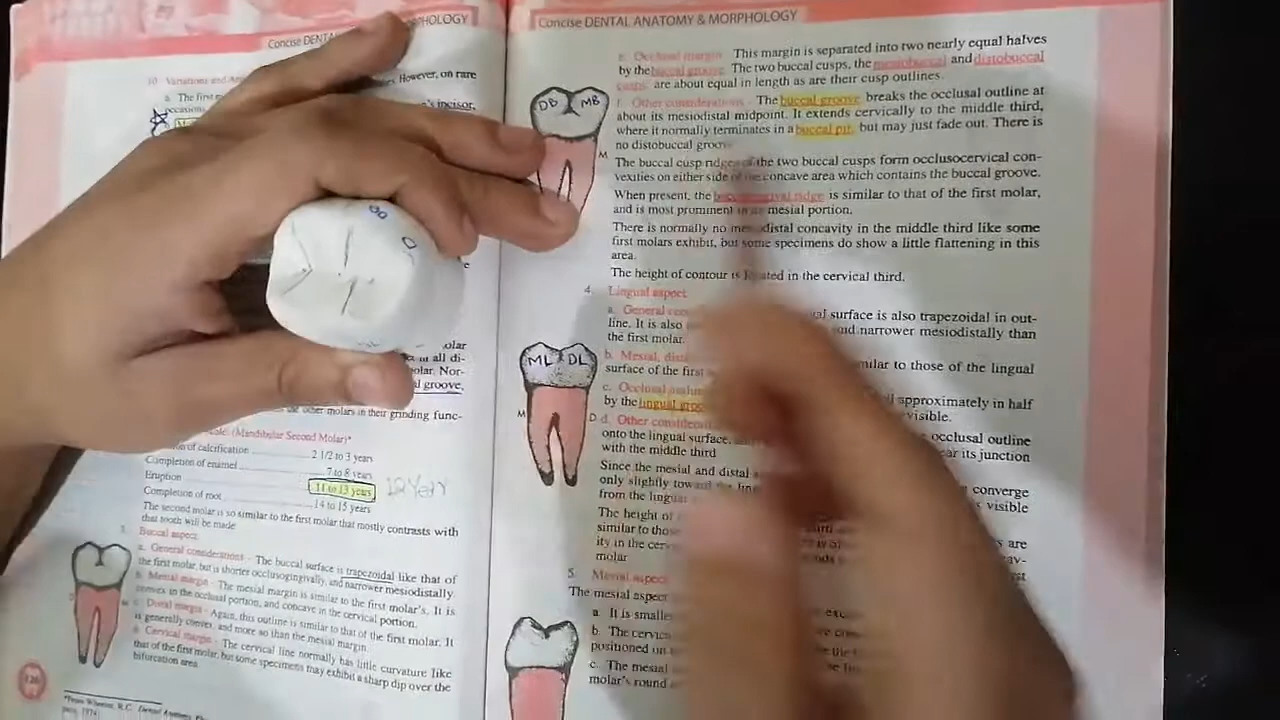 HOLOGY
Concise DENTA
10. Variations and An
However, on rare
a. The first
occasion
's incisor,
olar
all di-
olar. Nor-
l groove,
other molars in their grinding func-
(Mandibular Second Molar)*
of calcification 2 1/2 to 3 years
Completion of enamel 7 to 8 years
Eruption 11 to 13 years
12 Year
Completion of root 14 to 15 years
The second molar is so similar to the first molar that mostly contrasts with
that tooth will be made
Buccal aspect
a. General considerations - The buccal surface is trapezoidal like that of
the first molar, but is shorter occlusogingivally, and narrower mesiodistally.
b. Mesial margin - The mesial margin is similar to the first molar's. It is
convex in the occlusal portion, and concave in the cervical portion.
c. Distal margin - Again, this outline is similar to that of the first molar. It
is generally convex, and more so than the mesial margin.
Cervical margin - The cervical line normally has little curvature like
that of the first molar, but some specimens may exhibit a sharp dip over the
bifurcation area.
126
*From Wheeler, R.C. Dental Anatomy,
1974)
Concise DENTAL ANATOMY & MORPHOLOGY
e. Occlusal margin This margin is separated into two nearly equal halves
by the buccal groove. The two buccal cusps, the mesiobuccal and distobuccal
cusps are about equal in length as are their cusp outlines.
f. Other considerations - The buccal groove breaks the occlusal outline at
about its mesiodistal midpoint. It extends cervically to the middle third,
where it normally terminates in a buccal pit, but may just fade out. There is
no distobuccal groov
DB MB
M
The buccal cusp ridges of the two buccal cusps form occlusocervical con-
vexities on either side of the concave area which contains the buccal groove.
When present, the ridge is similar to that of the first molar,
and is most prominent in its mesial portion.
There is normally no mesiodistal concavity in the middle third like some
first molars exhibit, but some specimens do show a little flattening in this
area.
The height of contour is located in the cervical third.
4. Lingual aspect
a. General con al surface is also trapezoidal in out-
line. It is also and narrower mesiodistally than
the first molar.
b. Mesial, dist milar to those of the lingual
surface of the first
c. Occlusal approximately in half
by the lingual groo visible.
ML DL
M D
d. Other considerat occlusal outline
onto the lingual surface, ear its junction
with the middle third
Since the mesial and distal a converge
only slightly toward the lin visible
from the lingua
The height of are
similar to thos
ity in the cerv
molar
5. Mesial aspec
The mesial aspect
a. It is smalle
b. The cervic
positioned on
c. The mesial
molar's round a